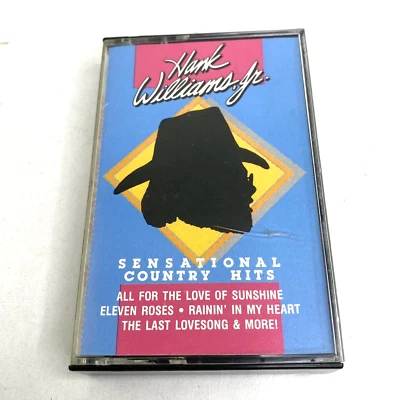 Hank
Williams, Jr.
SENSATIONAL
COUNTRY HITS
ALL FOR THE LOVE OF SUNSHINE
ELEVEN ROSES • RAININ' IN MY HEART
THE LAST LOVESONG & MORE!